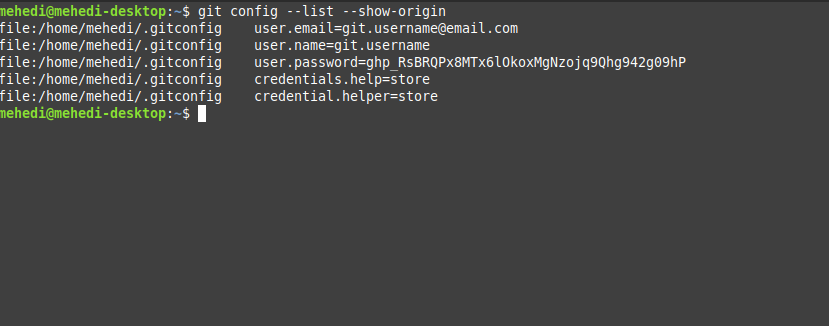 mehedi@mehedi-desktop:~$ git config --list --show-origin
file:/home/mehedi/.gitconfig    user.email=git.username@email.com
file:/home/mehedi/.gitconfig    user.name=git.username
file:/home/mehedi/.gitconfig    user.password=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
file:/home/mehedi/.gitconfig    credentials.help=store
file:/home/mehedi/.gitconfig    credential.helper=store
mehedi@mehedi-desktop:~$